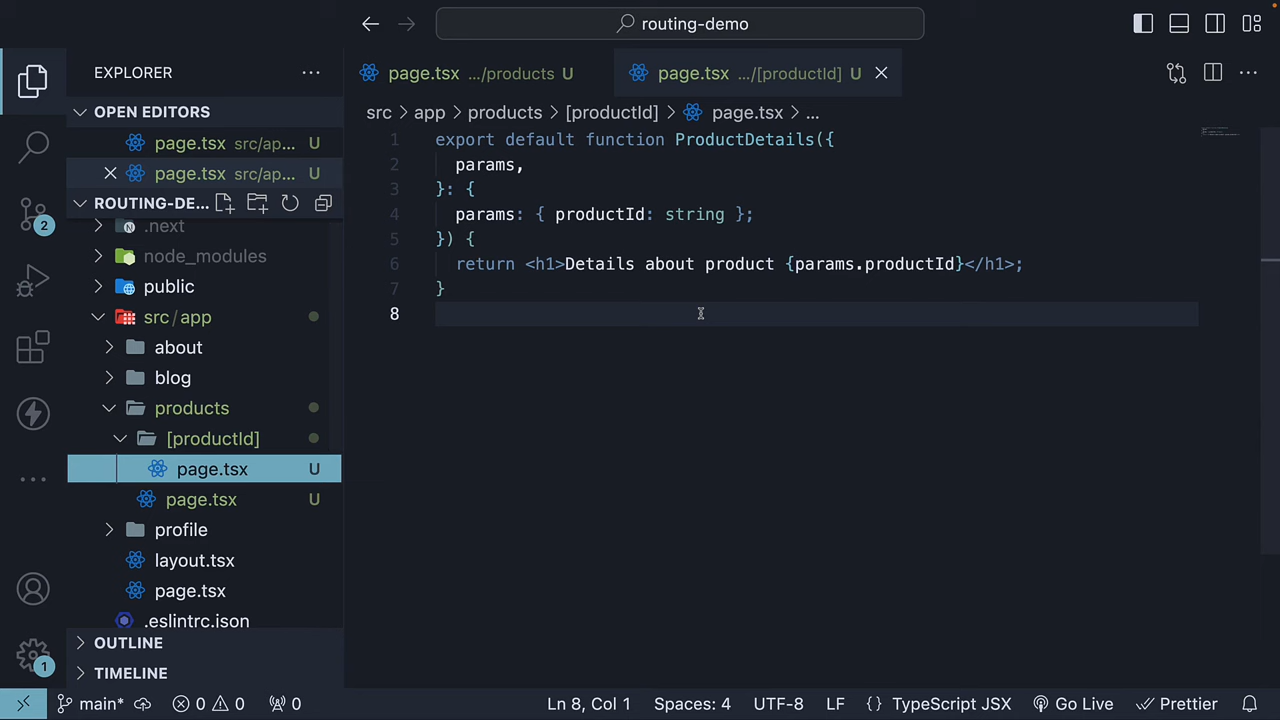 routing-demo
EXPLORER
OPEN EDITORS
page.tsx src/ap... U
page.tsx src/ap... U
ROUTING-DE...
.next
node_modules
public
src / app
about
blog
products
[productId]
page.tsx U
page.tsx U
profile
layout.tsx
page.tsx
.eslintrc.json
OUTLINE
TIMELINE
2
1
page.tsx .../products U
page.tsx .../[productId] U
src > app > products > [productId] > page.tsx > ...
1 export default function ProductDetails({
2 params,
3 }: {
4 params: { productId: string };
5 }) {
6 return <h1>Details about product {params.productId}</h1>;
7 }
8
main* 0 0 0 Ln 8, Col 1 Spaces: 4 UTF-8 LF {} TypeScript JSX Go Live Prettier